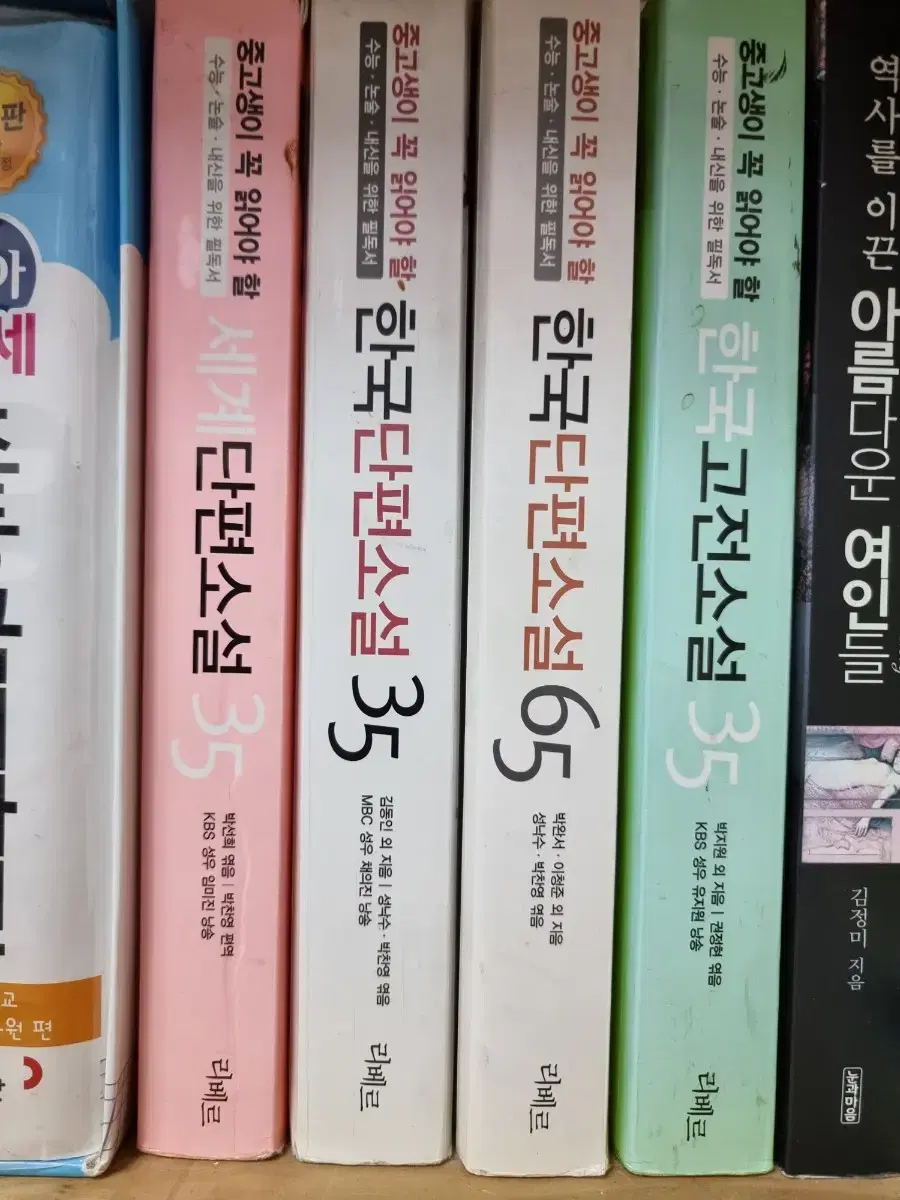 판
정
아
세
교
원 편
중고생이 꼭 읽어야 할
수능·논술·내신을 위한 필독서
세계단편소설 35
박선희 엮음 | 박찬영 편역
KBS 성우 임미진 낭송
리베르
중고생이 꼭 읽어야 할
수능·논술·내신을 위한 필독서
한국단편소설 35
김동인 외 지음 | 성낙수·박찬영 엮음
MBC 성우 채의진 낭송
리베르
중고생이 꼭 읽어야 할
수능·논술·내신을 위한 필독서
한국단편소설 65
박완서·이청준 외 지음
성낙수·박찬영 엮음
리베르
중고생이 꼭 읽어야 할
수능·논술·내신을 위한 필독서
한국고전소설 35
박지원 외 지음 | 권정현 엮음
KBS 성우 유지원 낭송
리베르
역사를 이끈 아름다운 여인들
김정미 지음
눈과마음